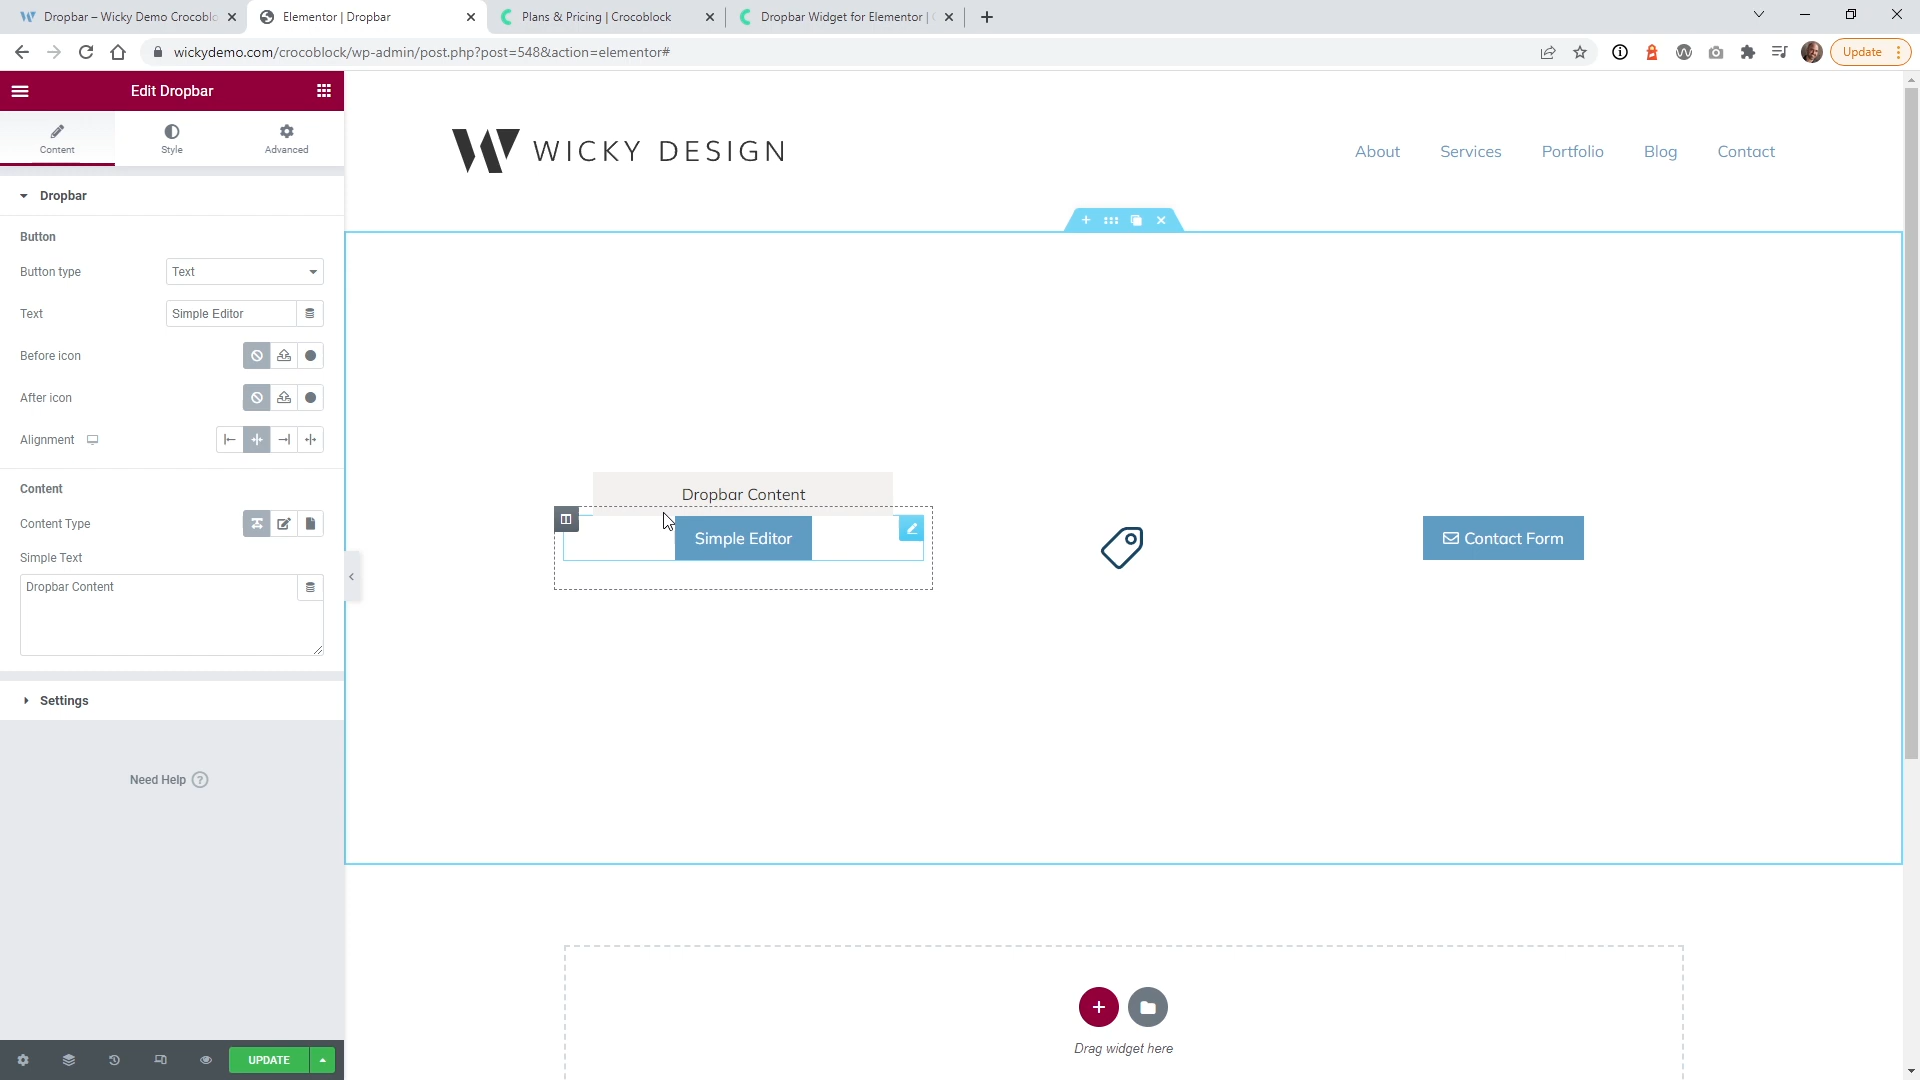 Dropbar – Wicky Demo Crocoblo
Elementor | Dropbar
Plans & Pricing | Crocoblock
Dropbar Widget for Elementor |
wickydemo.com/crocoblock/wp-admin/post.php?post=548&action=elementor#
Update
Edit Dropbar
Content
Style
Advanced
WICKY DESIGN
About
Services
Portfolio
Blog
Contact
Dropbar
Button
Button type
Text
Text
Simple Editor
Before icon
After icon
Alignment
Content
Content Type
Simple Text
Dropbar Content
Dropbar Content
Simple Editor
Contact Form
Settings
Need Help ?
UPDATE
Drag widget here